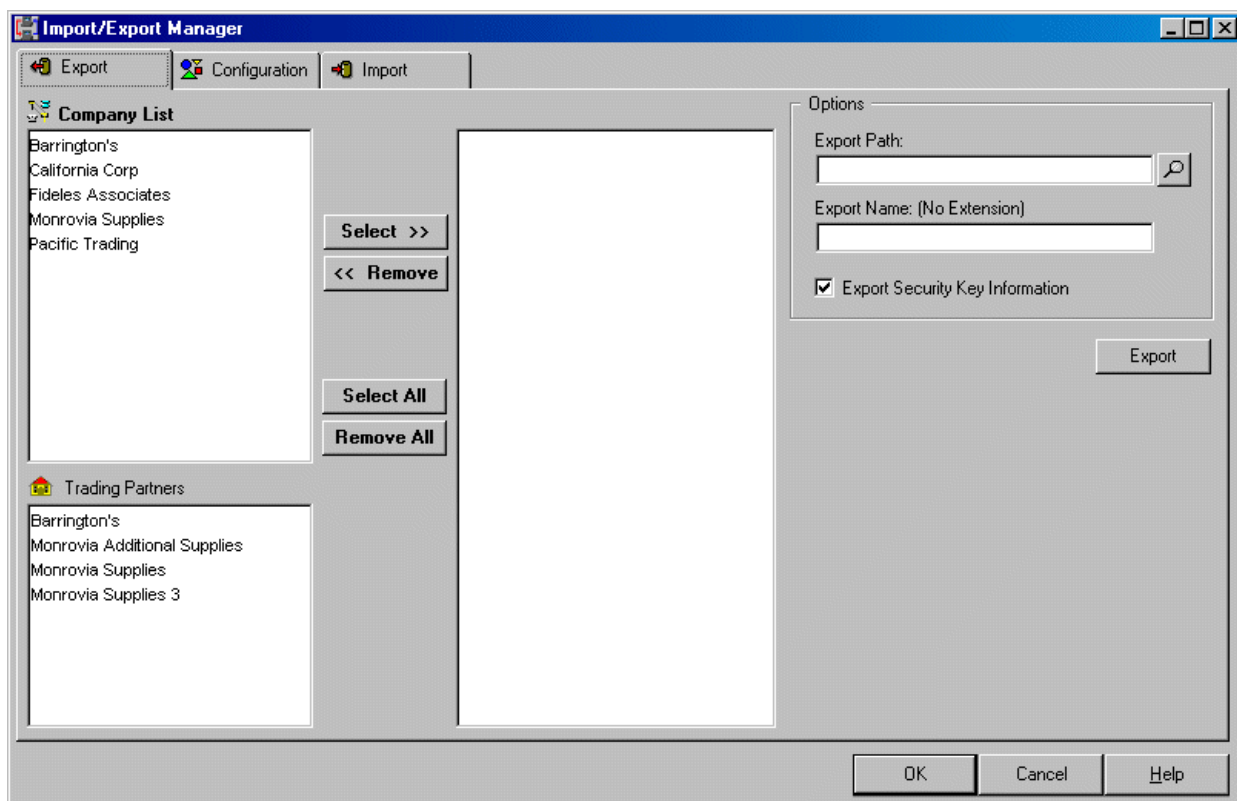 Import/Export Manager
Export
Configuration
Import
Company List
Barrington's
California Corp
Fideles Associates
Monrovia Supplies
Pacific Trading
Select >>
<< Remove
Select All
Remove All
Trading Partners
Barrington's
Monrovia Additional Supplies
Monrovia Supplies
Monrovia Supplies 3
Options
Export Path:
Export Name: (No Extension)
Export Security Key Information
Export
OK
Cancel
Help